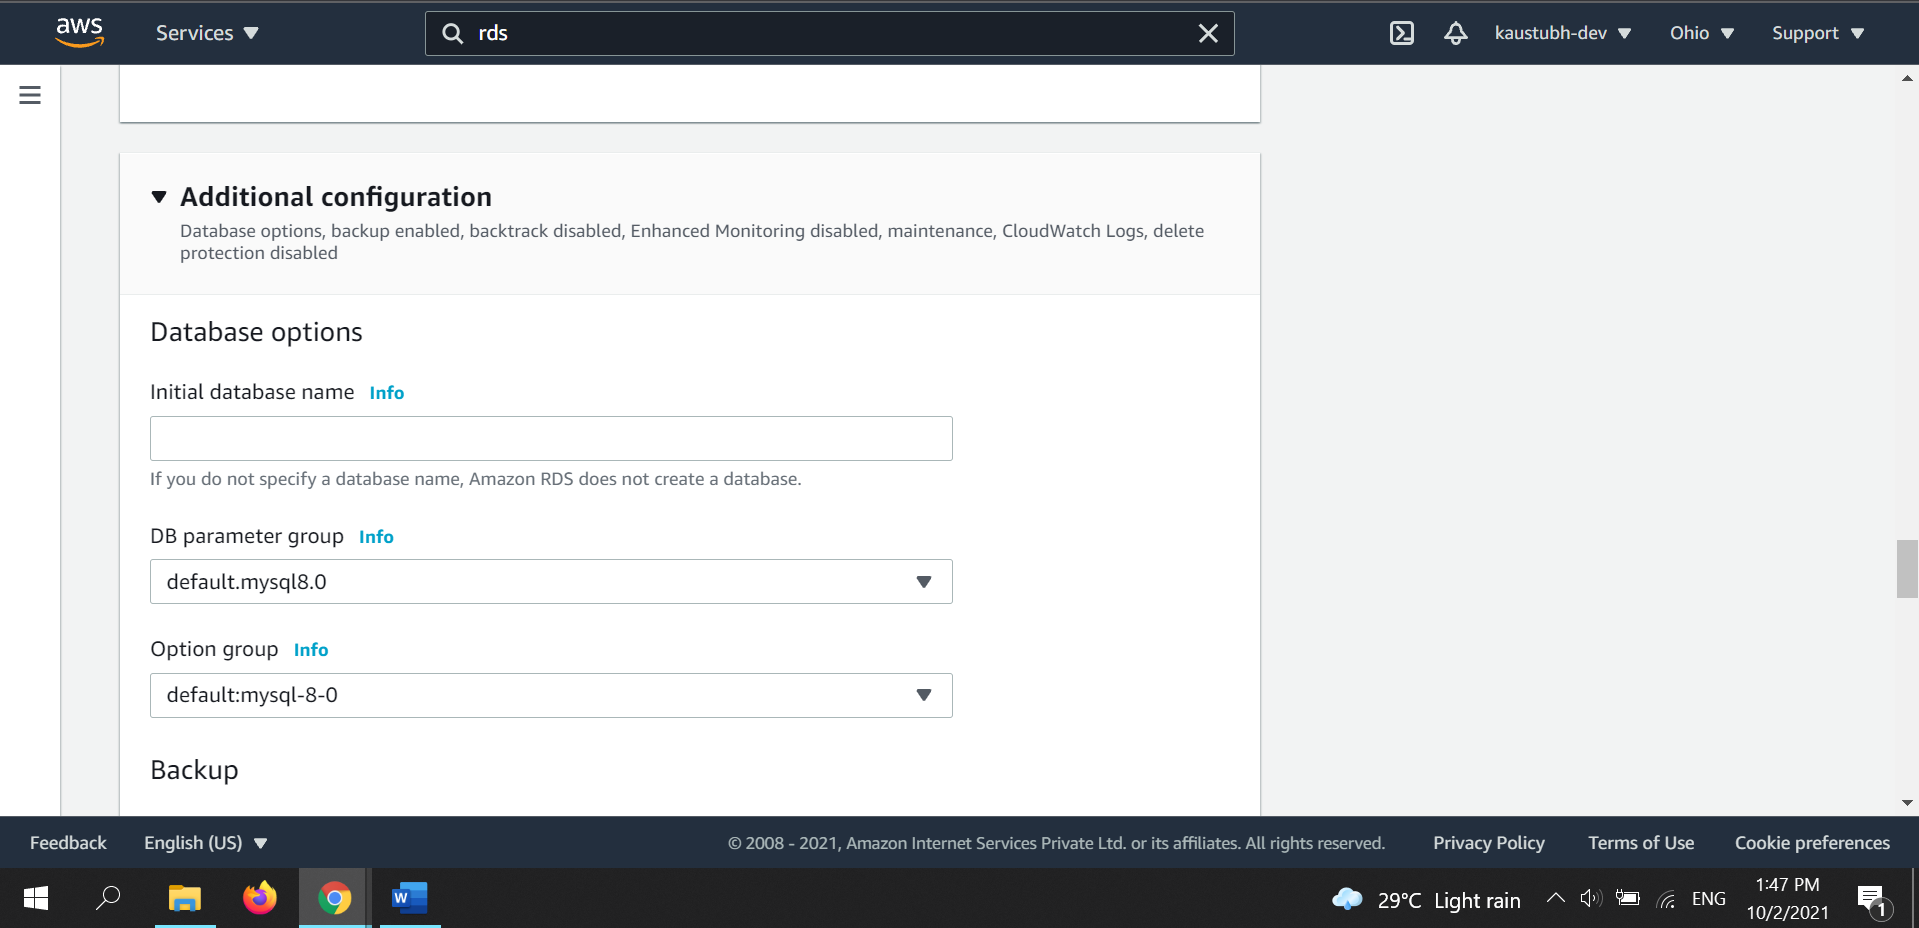 aws
Services
rds
kaustubh-dev
Ohio
Support
Additional configuration
Database options, backup enabled, backtrack disabled, Enhanced Monitoring disabled, maintenance, CloudWatch Logs, delete
protection disabled
Database options
Initial database name Info
If you do not specify a database name, Amazon RDS does not create a database.
DB parameter group Info
default.mysql8.0
Option group Info
default:mysql-8-0
Backup
Feedback
English (US)
© 2008 - 2021, Amazon Internet Services Private Ltd. or its affiliates. All rights reserved.
Privacy Policy
Terms of Use
Cookie preferences
W
29°C Light rain
ENG
1:47 PM
10/2/2021
1